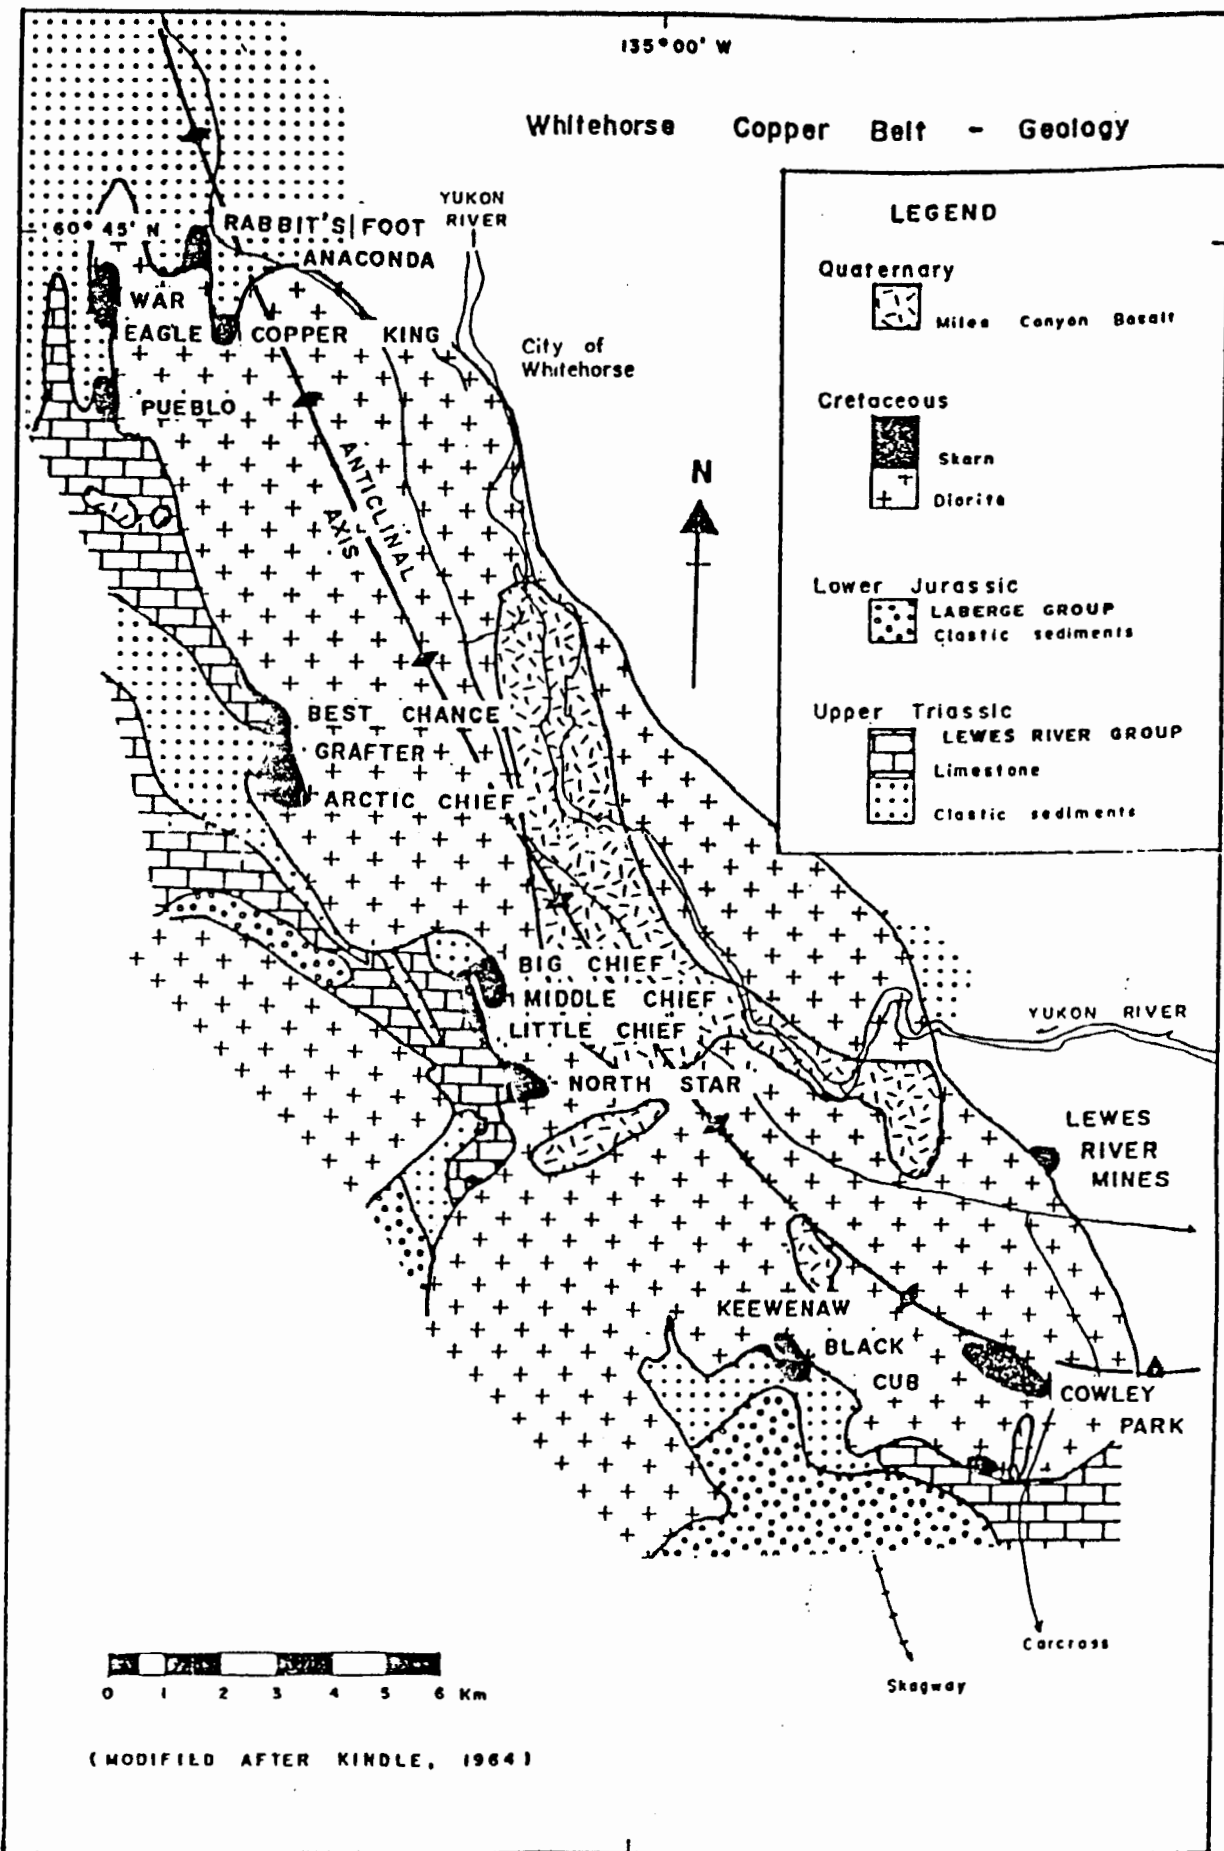 135°00' W
Whitehorse Copper Belt - Geology
LEGEND
Quaternary
Miles Canyon Basalt
Cretaceous
Skarn
Diorite
Lower Jurassic
LABERGE GROUP
Clastic sediments
Upper Triassic
LEWES RIVER GROUP
Limestone
Clastic sediments
YUKON
RIVER
60° 45' N
RABBIT'S FOOT
ANACONDA
WAR
EAGLE
COPPER KING
City of
Whitehorse
PUEBLO
ANTICLINAL
AXIS
N
BEST CHANCE
GRAFTER
ARCTIC CHIEF
BIG CHIEF
MIDDLE CHIEF
LITTLE CHIEF
YUKON RIVER
NORTH STAR
LEWES
RIVER
MINES
KEEWENAW
BLACK
CUB
COWLEY
PARK
Carcross
Skagway
0 1 2 3 4 5 6 Km
(MODIFIED AFTER KINDLE, 1964)